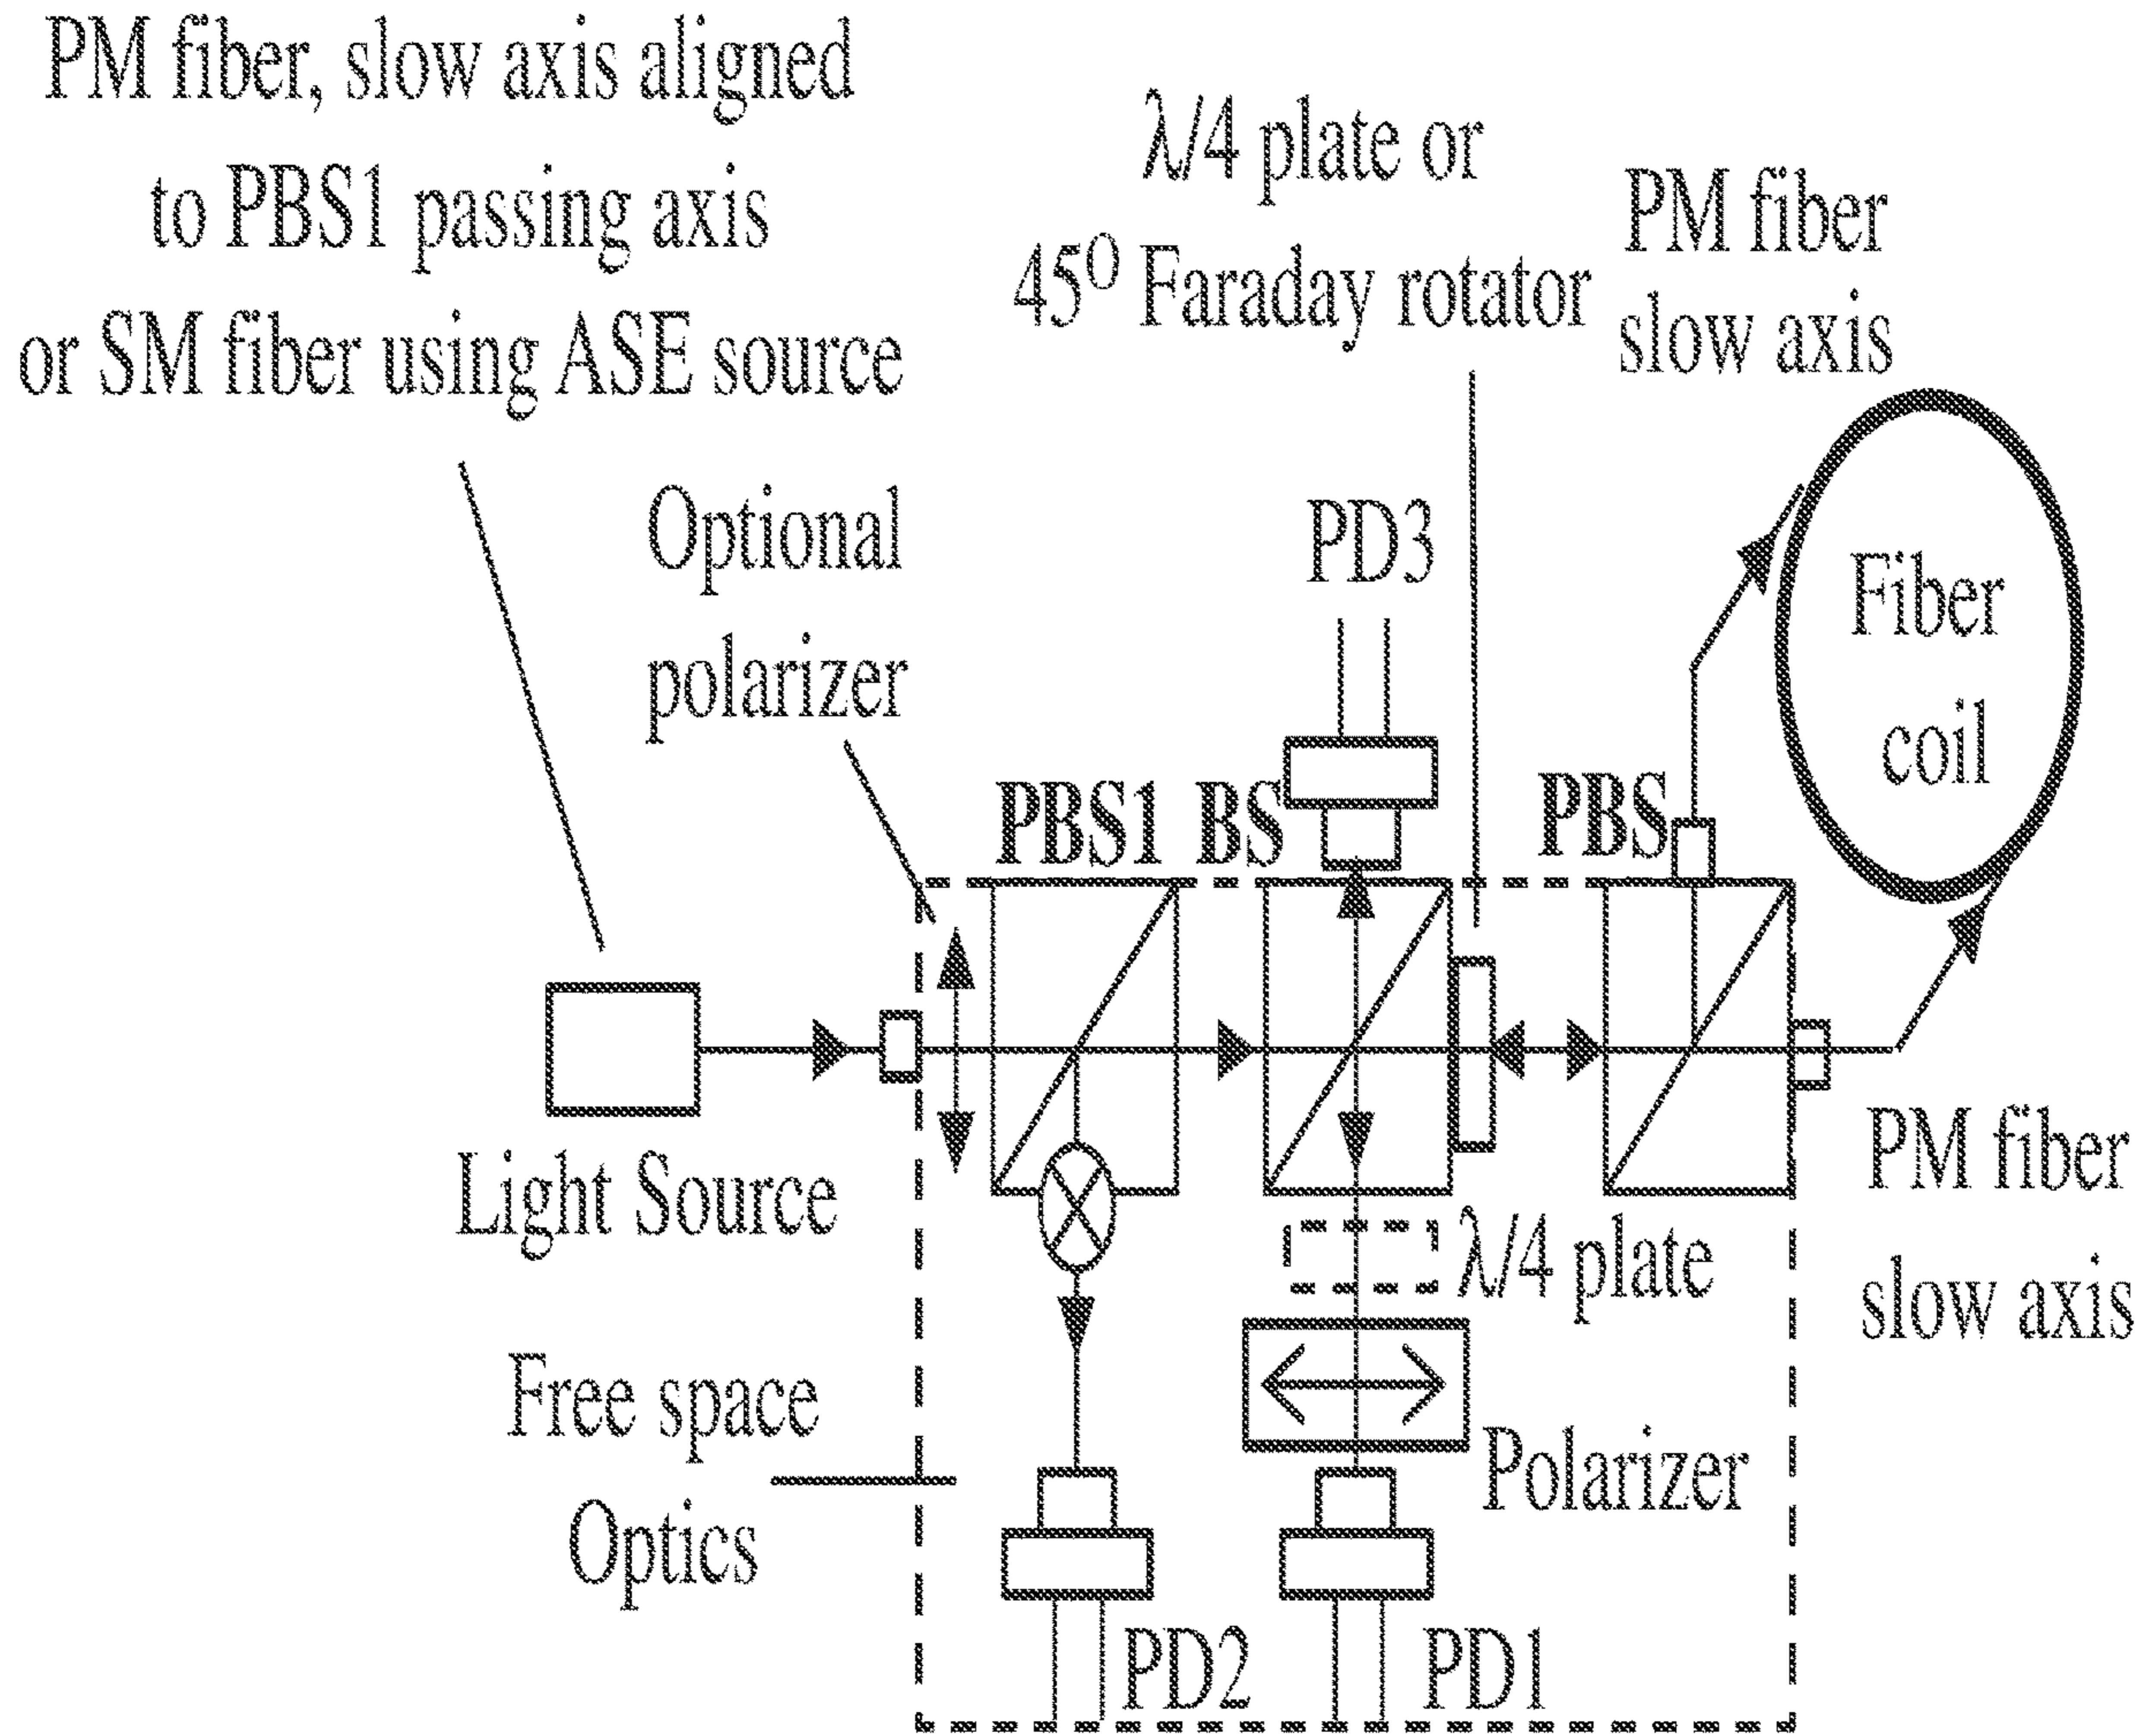 PM fiber, slow axis aligned
to PBS1 passing axis
or SM fiber using ASE source
λ/4 plate or
45⁰ Faraday rotator
PM fiber
slow axis
Optional
polarizer
PD3
Fiber
coil
PBS1
BS
PBS
Light Source
PM fiber
slow axis
λ/4 plate
Free space
Optics
Polarizer
PD2
PD1